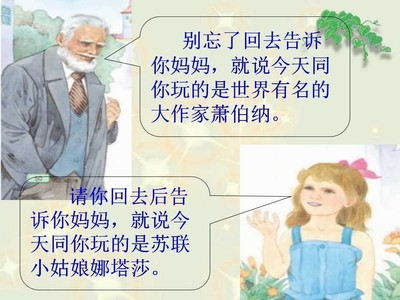 别忘了回去告诉
你妈妈，就说今天同
你玩的是世界有名的
大作家萧伯纳。
请你回去后告
诉你妈妈，就说今
天同你玩的是苏联
小姑娘娜塔莎。